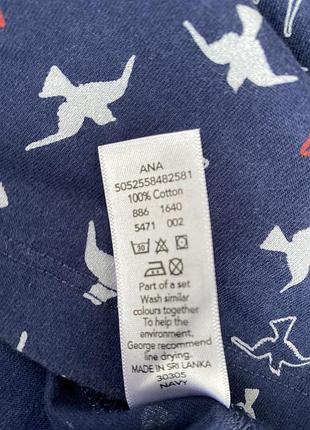 ANA
5052558482581
100% Cotton
886 1640
5471 002
30
Part of a set
Wash similar
colours together
To help the
environment,
George recommend
line drying.
MADE IN SRI LANKA
30305
NAVY